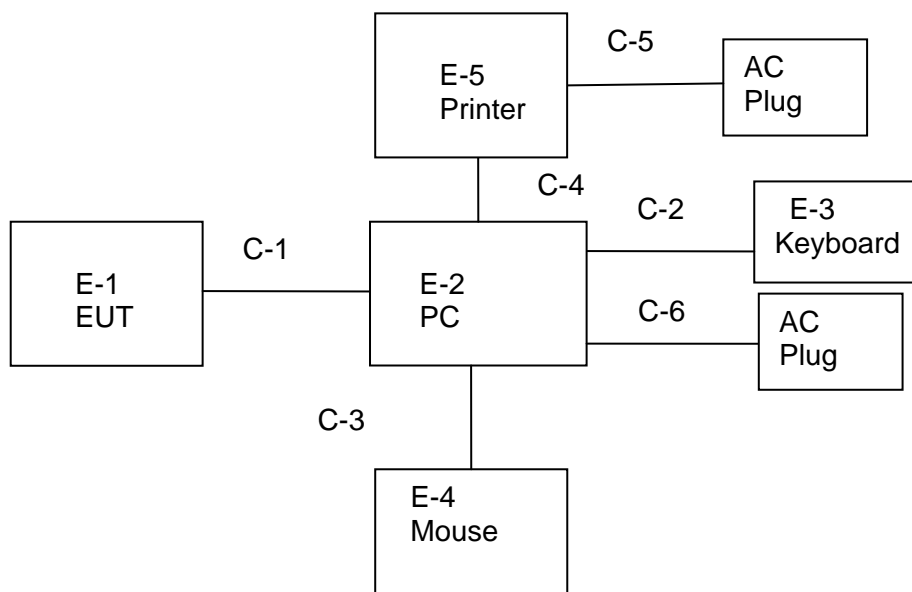 C-5
E-5
Printer
AC
Plug
C-4
C-2
E-3
Keyboard
C-1
E-1
EUT
E-2
PC
C-6
AC
Plug
C-3
E-4
Mouse